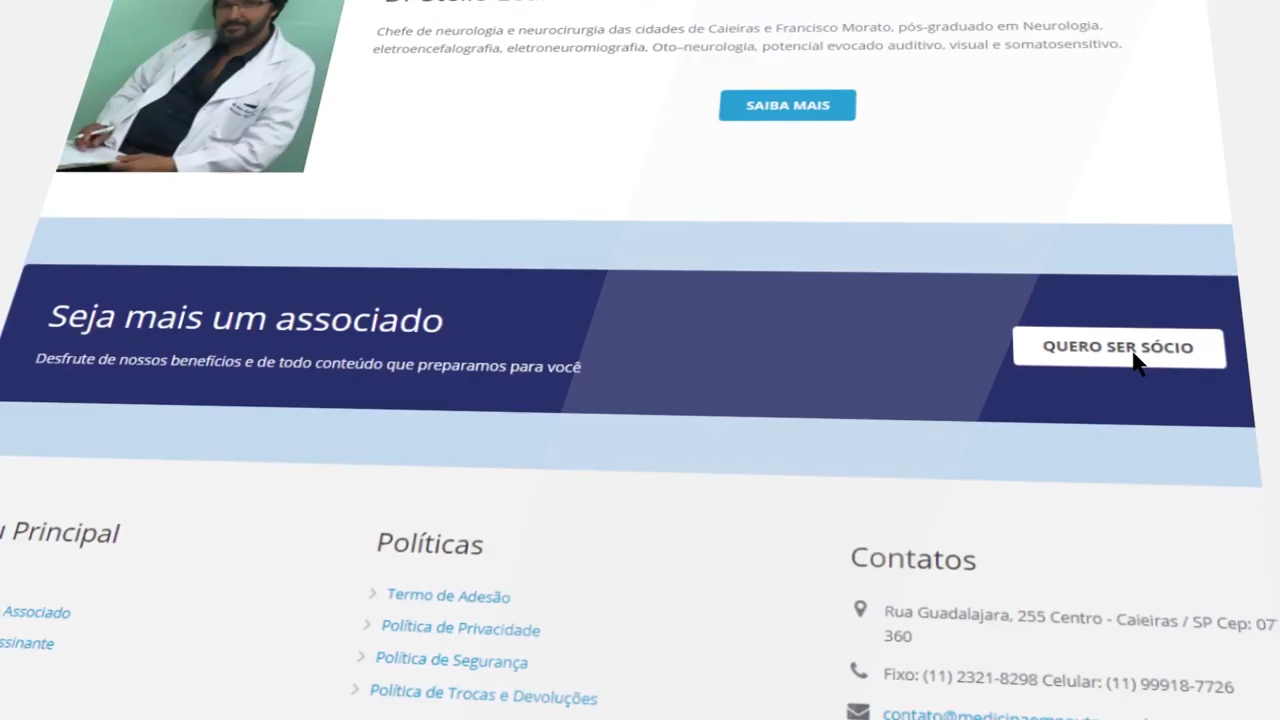 Chefe de neurologia e neurocirurgia das cidades de Caieiras e Francisco Morato, pós-graduado em Neurologia,
eletroencefalografia, eletroneuromiografia, Oto–neurologia, potencial evocado auditivo, visual e somatosensitivo.
SAIBA MAIS
Seja mais um associado
Desfrute de nossos benefícios e de todo conteúdo que preparamos para você
QUERO SER SÓCIO
Principal
Associado
Políticas
Termo de Adesão
Política de Privacidade
Política de Segurança
Política de Trocas e Devoluções
Contatos
Rua Guadalajara, 255 Centro - Caieiras / SP Cep: 07
360
Fixo: (11) 2321-8298 Celular: (11) 99918-7726